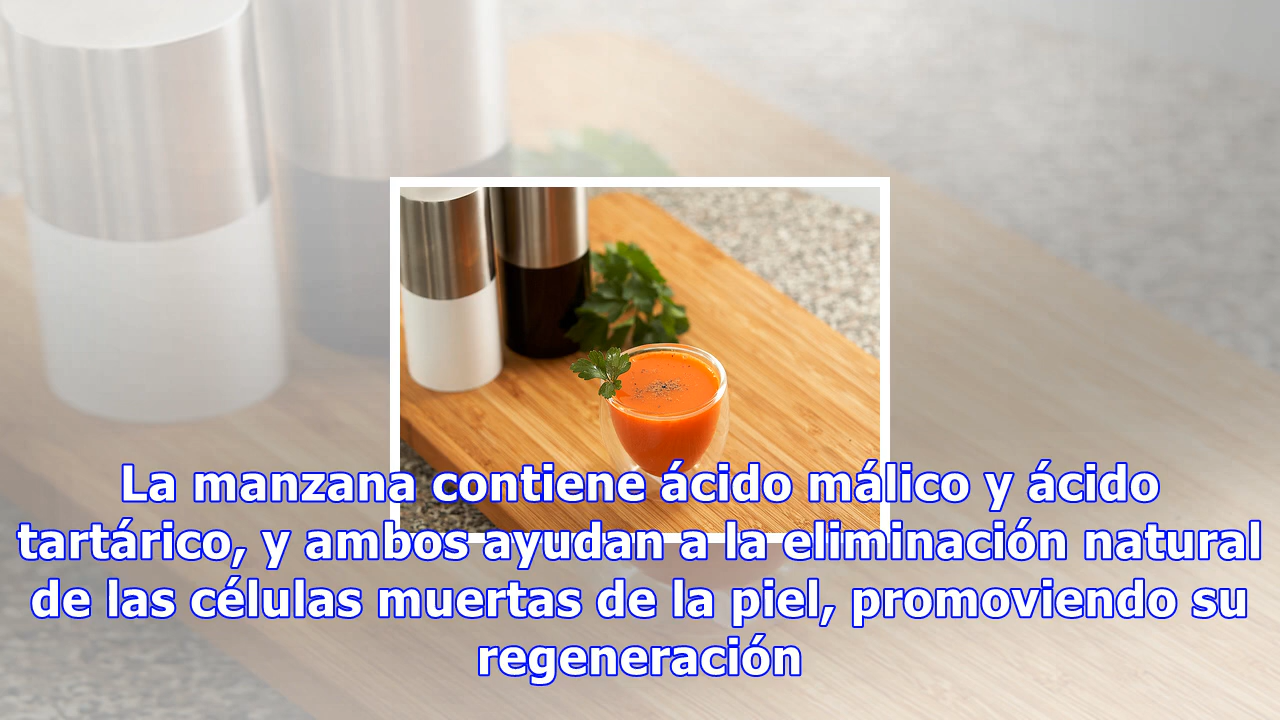 La manzana contiene ácido málico y ácido
tartárico, y ambos ayudan a la eliminación natural
de las células muertas de la piel, promoviendo su
regeneración